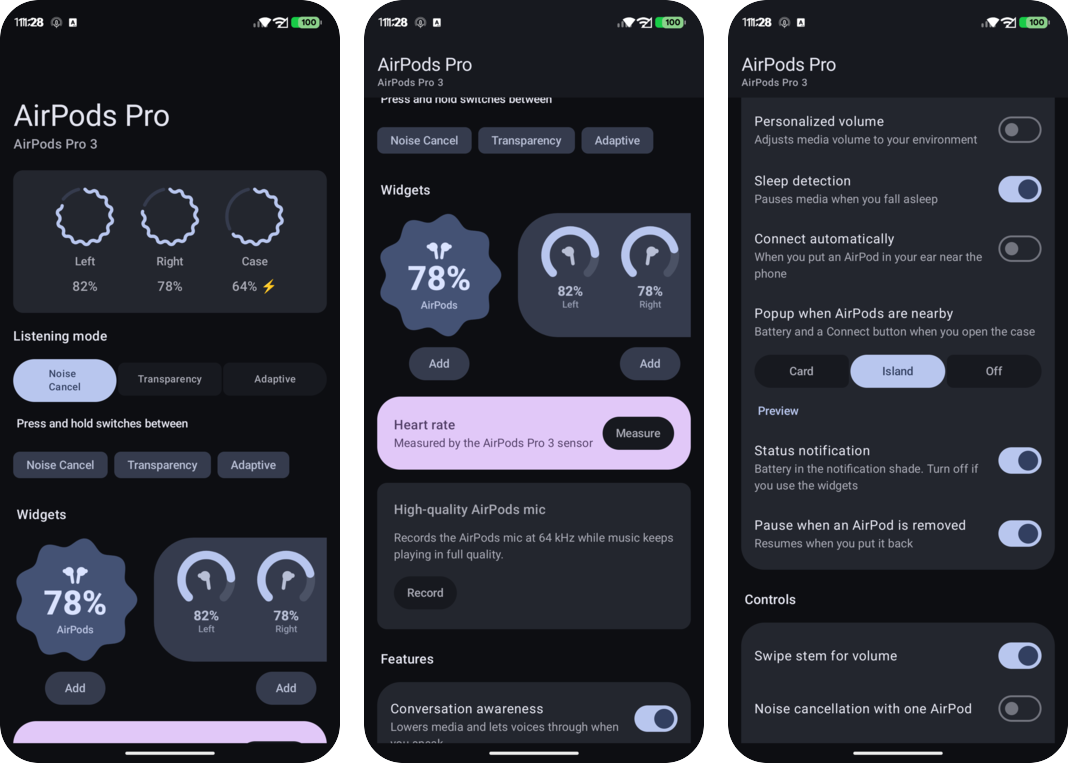 11:28
100
AirPods Pro
AirPods Pro 3
Left
Right
Case
82%
78%
64% ⚡
Listening mode
Noise
Cancel
Transparency
Adaptive
Press and hold switches between
Noise Cancel
Transparency
Adaptive
Widgets
78%
AirPods
82%
Left
78%
Right
Add
Add
11:28
100
AirPods Pro
AirPods Pro 3
Press and hold switches between
Noise Cancel
Transparency
Adaptive
Widgets
78%
AirPods
82%
Left
78%
Right
Add
Add
Heart rate
Measured by the AirPods Pro 3 sensor
Measure
High-quality AirPods mic
Records the AirPods mic at 64 kHz while music keeps
playing in full quality.
Record
Features
Conversation awareness
Lowers media and lets voices through when
you speak
11:28
100
AirPods Pro
AirPods Pro 3
Personalized volume
Adjusts media volume to your environment
Sleep detection
Pauses media when you fall asleep
Connect automatically
When you put an AirPod in your ear near the
phone
Popup when AirPods are nearby
Battery and a Connect button when you open the case
Card
Island
Off
Preview
Status notification
Battery in the notification shade. Turn off if
you use the widgets
Pause when an AirPod is removed
Resumes when you put it back
Controls
Swipe stem for volume
Noise cancellation with one AirPod